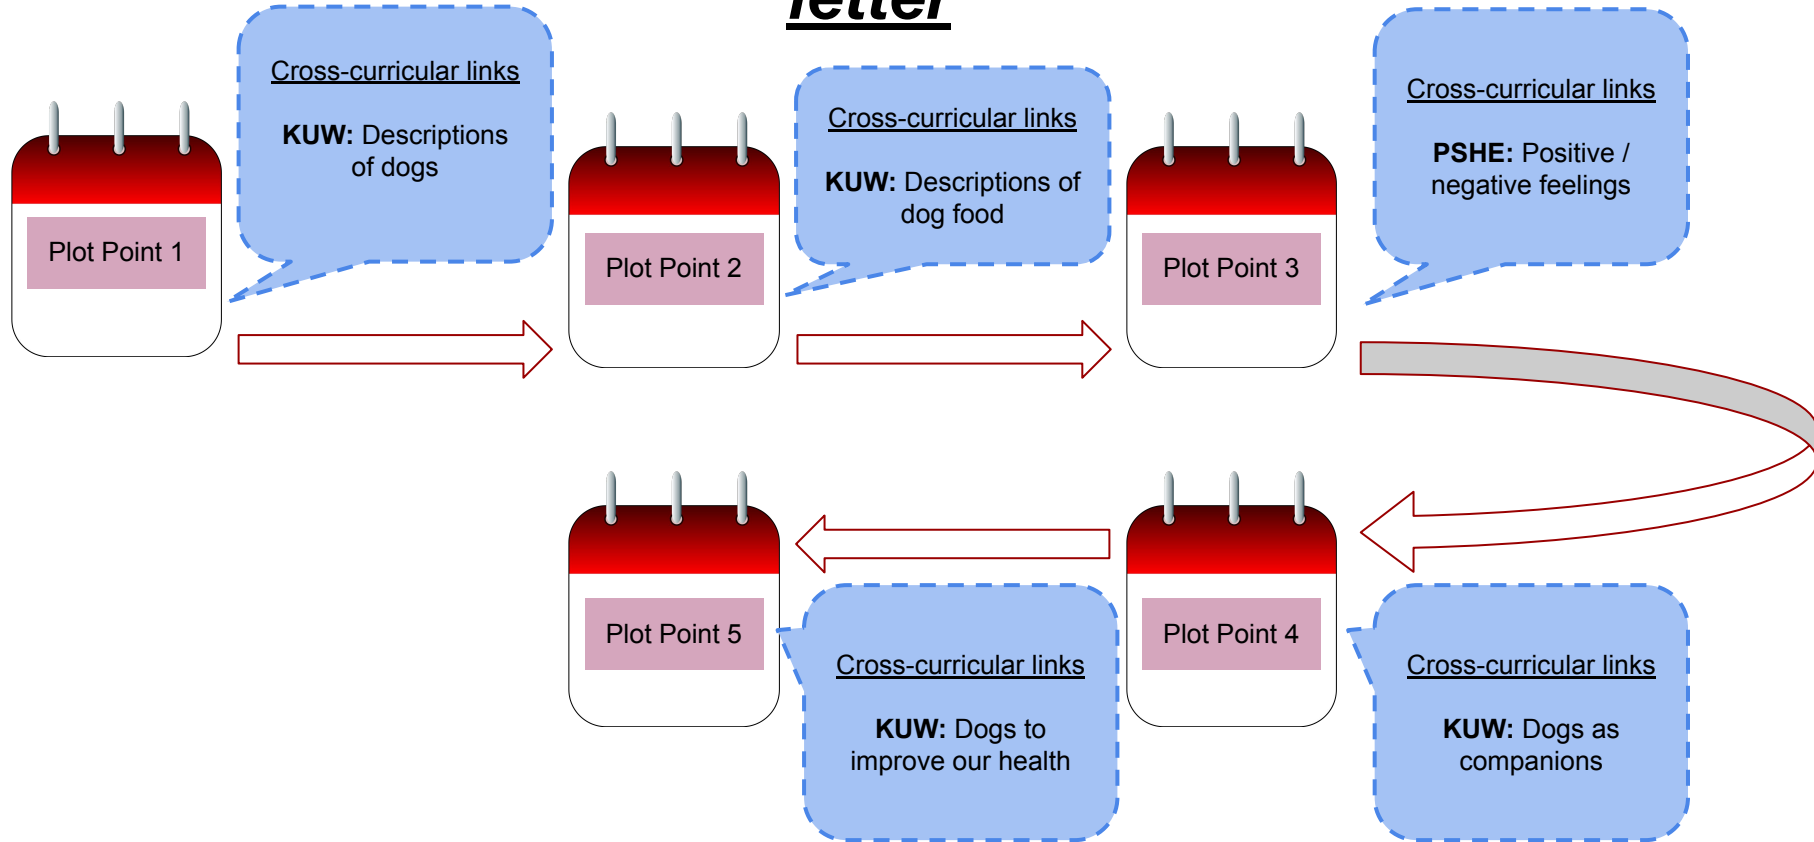 letter
Cross-curricular links
KUW: Descriptions
of dogs
Plot Point 1
Cross-curricular links
KUW: Descriptions of
dog food
Plot Point 2
Cross-curricular links
PSHE: Positive /
negative feelings
Plot Point 3
Plot Point 4
Cross-curricular links
KUW: Dogs as
companions
Plot Point 5
Cross-curricular links
KUW: Dogs to
improve our health